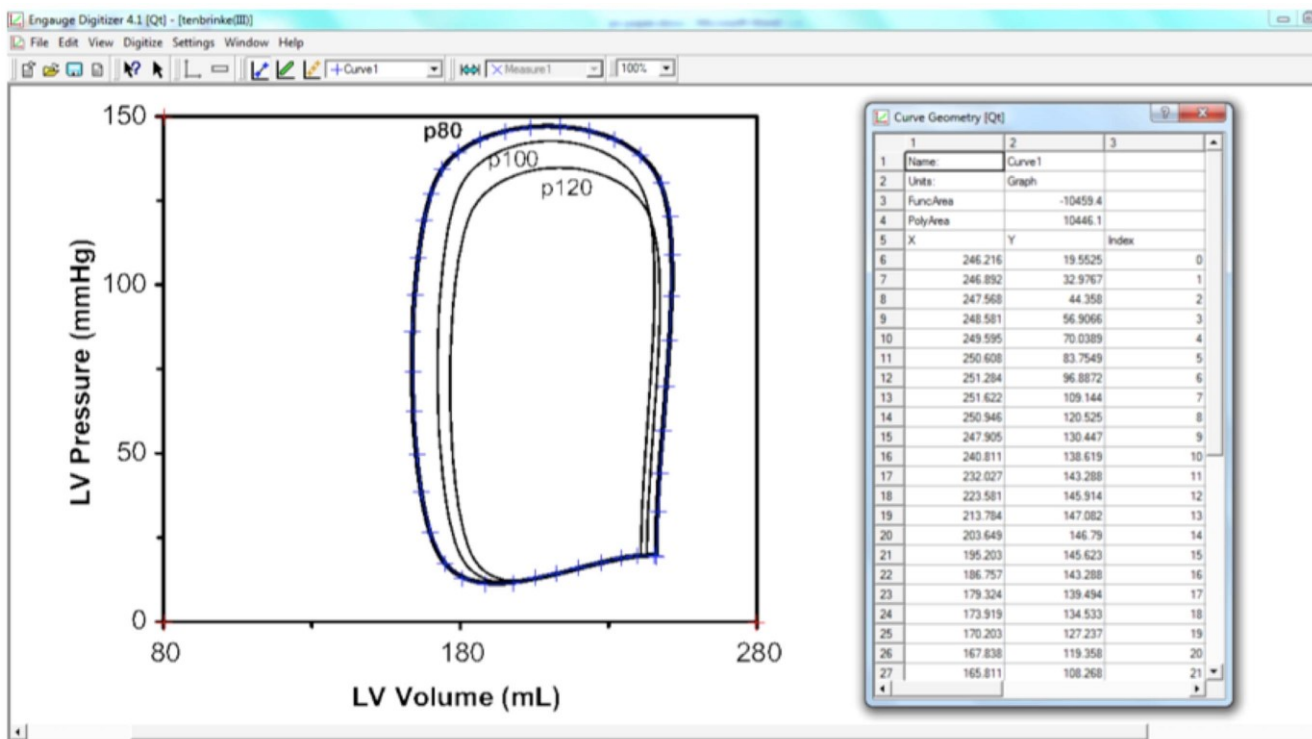 Engauge Digitizer 4.1 [Qt] - [tenbrinke(III)]
File Edit View Digitize Settings Window Help
Curve1 Measure1 100%
150
100
50
0
LV Pressure (mmHg)
p80
p100
p120
80 180 280
LV Volume (mL)
Curve Geometry [Qt]
1 2 3
1 Name: Curve1
2 Units: Graph
3 FuncArea -10459.4
4 PolyArea 10446.1
5 X Y Index
6 246.216 19.5525 0
7 246.892 32.9767 1
8 247.568 44.358 2
9 248.581 56.9066 3
10 249.595 70.0389 4
11 250.608 83.7549 5
12 251.284 96.8872 6
13 251.622 109.144 7
14 250.946 120.525 8
15 247.905 130.447 9
16 240.811 138.619 10
17 232.027 143.288 11
18 223.581 145.914 12
19 213.784 147.082 13
20 203.649 146.79 14
21 195.203 145.623 15
22 186.757 143.288 16
23 179.324 139.494 17
24 173.919 134.533 18
25 170.203 127.237 19
26 167.838 119.358 20
27 165.811 108.268 21